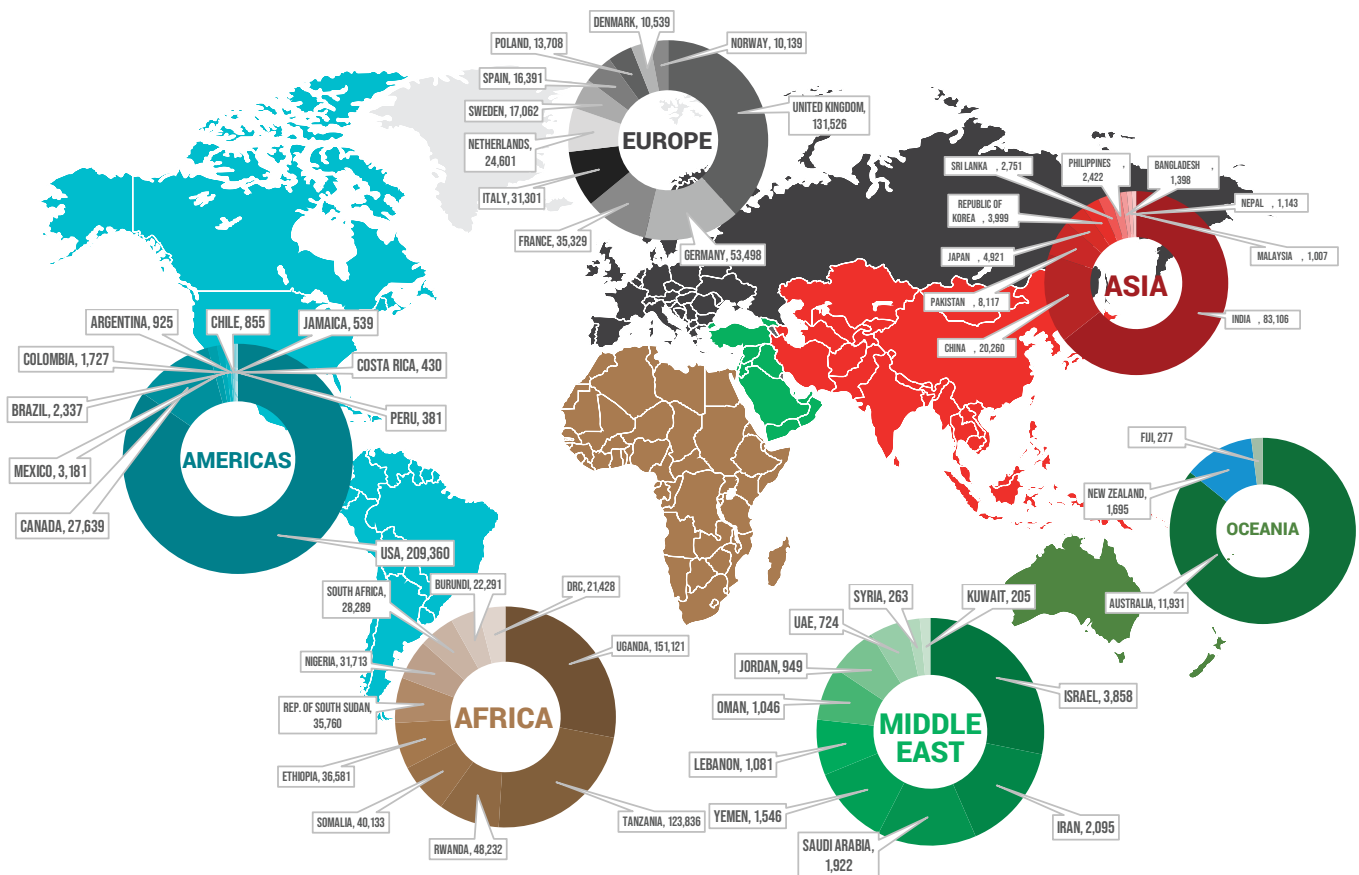 DENMARK, 10,539
POLAND, 13,708
NORWAY, 10,139
SPAIN, 16,391
SWEDEN, 17,062
UNITED KINGDOM,
131,526
NETHERLANDS,
24,601
EUROPE
ITALY, 31,301
FRANCE, 35,329
GERMANY, 53,498
SRI LANKA , 2,751
PHILIPPINES ,
2,422
BANGLADESH ,
1,398
REPUBLIC OF
KOREA , 3,999
NEPAL , 1,143
JAPAN , 4,921
MALAYSIA , 1,007
ASIA
PAKISTAN , 8,117
INDIA , 83,106
CHINA , 20,260
ARGENTINA, 925
CHILE, 855
JAMAICA, 539
COLOMBIA, 1,727
COSTA RICA, 430
BRAZIL, 2,337
PERU, 381
AMERICAS
MEXICO, 3,181
CANADA, 27,639
USA, 209,360
FIJI, 277
NEW ZEALAND,
1,695
OCEANIA
AUSTRALIA, 11,931
SOUTH AFRICA,
28,289
BURUNDI, 22,291
DRC, 21,428
UGANDA, 151,121
NIGERIA, 31,713
REP. OF SOUTH SUDAN,
35,760
AFRICA
ETHIOPIA, 36,581
SOMALIA, 40,133
RWANDA, 48,232
TANZANIA, 123,836
SYRIA, 263
KUWAIT, 205
UAE, 724
JORDAN, 949
ISRAEL, 3,858
OMAN, 1,046
MIDDLE
EAST
LEBANON, 1,081
YEMEN, 1,546
IRAN, 2,095
SAUDI ARABIA,
1,922